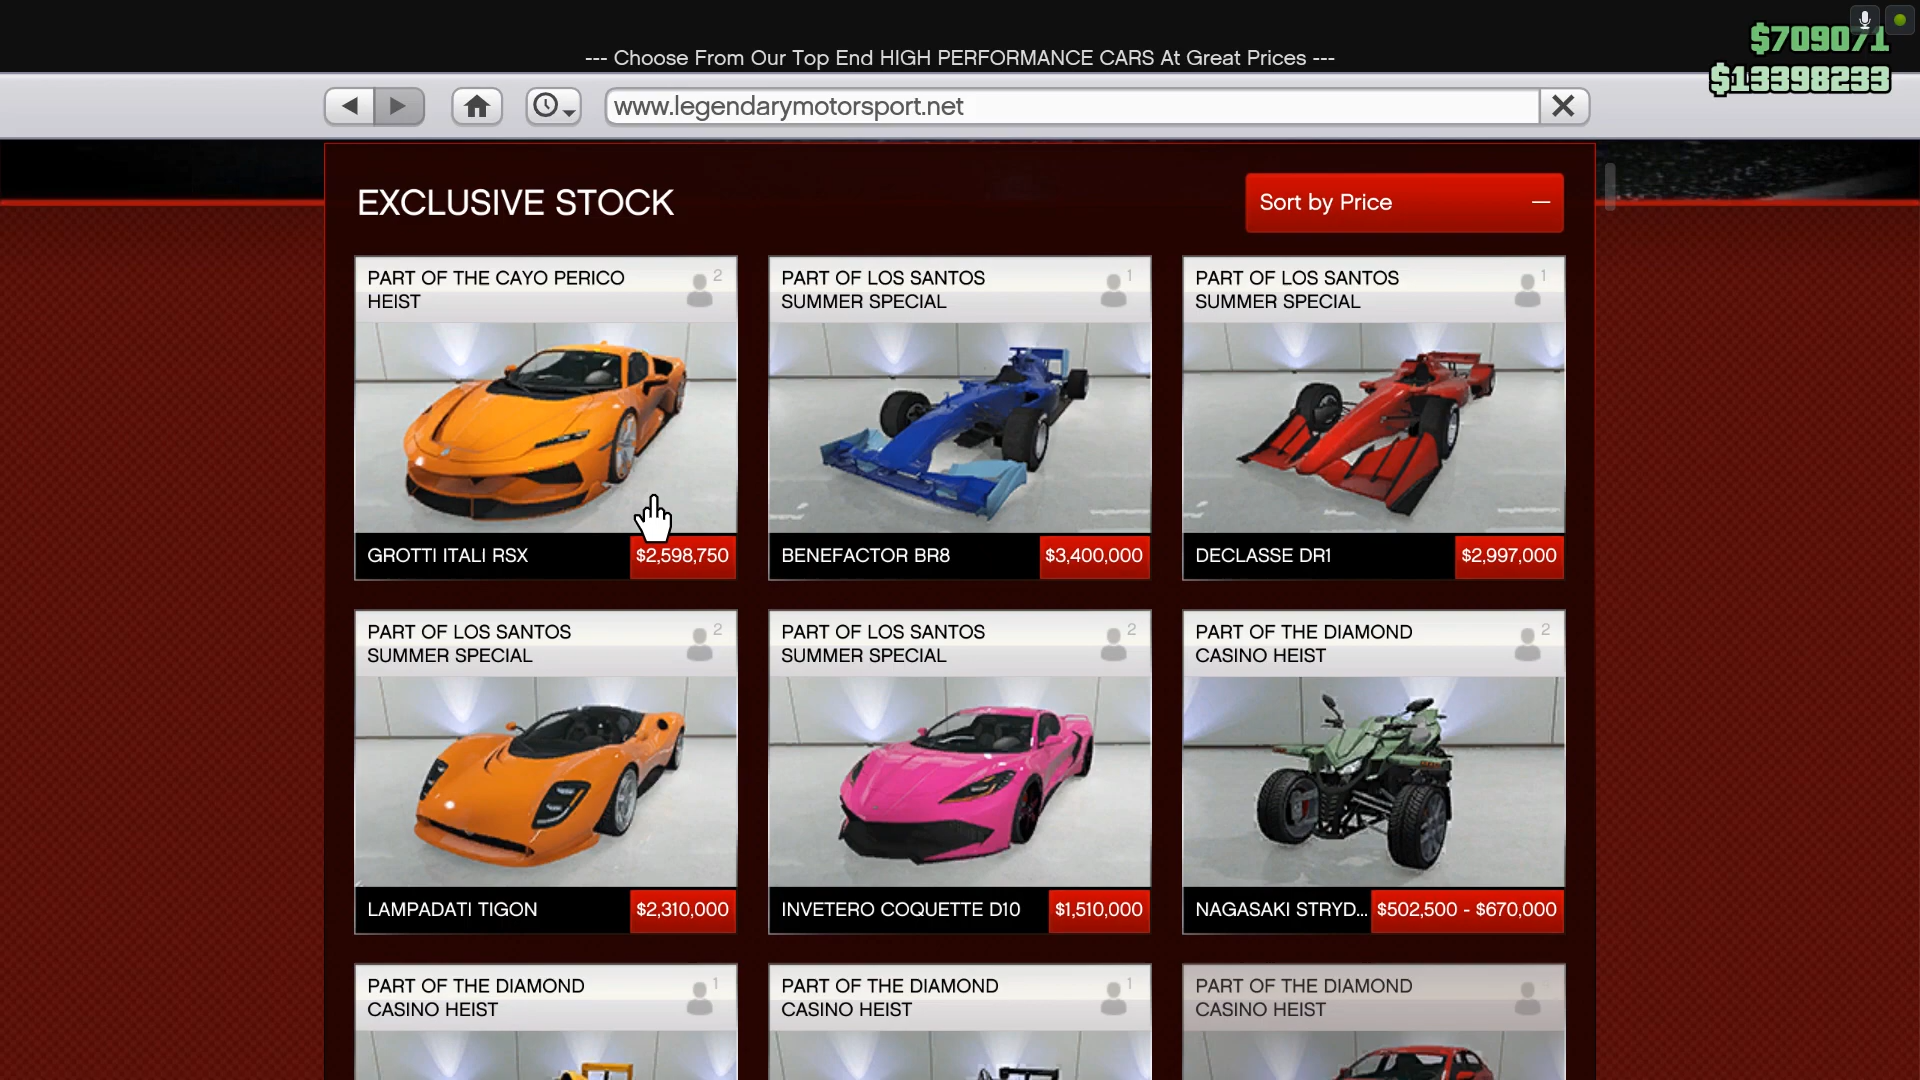 --- Choose From Our Top End HIGH PERFORMANCE CARS At Great Prices ---
$709071
$13398233
www.legendarymotorsport.net
EXCLUSIVE STOCK
Sort by Price
PART OF THE CAYO PERICO
HEIST
2
PART OF LOS SANTOS
SUMMER SPECIAL
1
PART OF LOS SANTOS
SUMMER SPECIAL
1
GROTTI ITALI RSX
$2,598,750
BENEFACTOR BR8
$3,400,000
DECLASSE DR1
$2,997,000
PART OF LOS SANTOS
SUMMER SPECIAL
2
PART OF LOS SANTOS
SUMMER SPECIAL
2
PART OF THE DIAMOND
CASINO HEIST
2
LAMPADATI TIGON
$2,310,000
INVETERO COQUETTE D10
$1,510,000
NAGASAKI STRYD...
$502,500 - $670,000
PART OF THE DIAMOND
CASINO HEIST
1
PART OF THE DIAMOND
CASINO HEIST
1
PART OF THE DIAMOND
CASINO HEIST